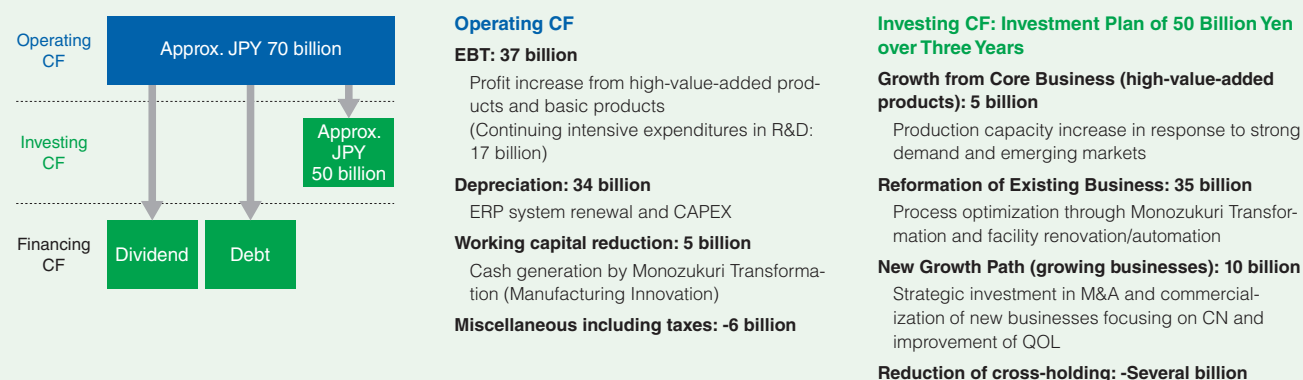 Operating
CF
Approx. JPY 70 billion
Investing
CF
Approx.
JPY
50 billion
Financing
CF
Dividend
Debt
Operating CF
EBT: 37 billion
Profit increase from high-value-added prod-
ucts and basic products
(Continuing intensive expenditures in R&D:
17 billion)
Depreciation: 34 billion
ERP system renewal and CAPEX
Working capital reduction: 5 billion
Cash generation by Monozukuri Transforma-
tion (Manufacturing Innovation)
Miscellaneous including taxes: -6 billion
Investing CF: Investment Plan of 50 Billion Yen
over Three Years
Growth from Core Business (high-value-added
products): 5 billion
Production capacity increase in response to strong
demand and emerging markets
Reformation of Existing Business: 35 billion
Process optimization through Monozukuri Transfor-
mation and facility renovation/automation
New Growth Path (growing businesses): 10 billion
Strategic investment in M&A and commercial-
ization of new businesses focusing on CN and
improvement of QOL
Reduction of cross-holding: -Several billion